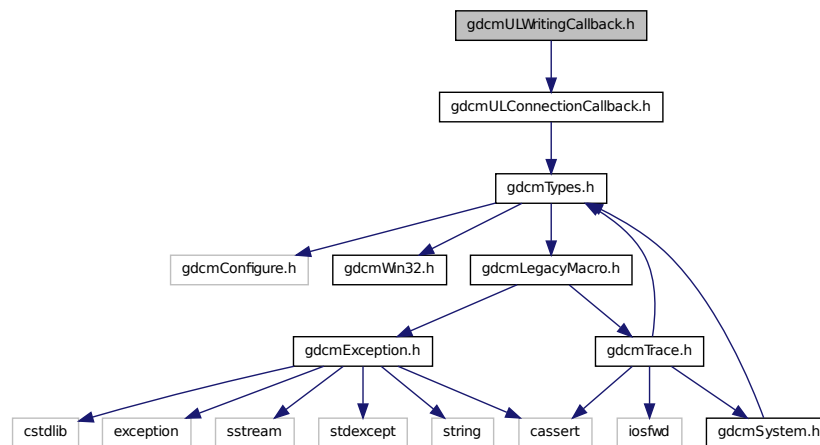 gdcmULWritingCallback.h
gdcmULConnectionCallback.h
gdcmTypes.h
gdcmConfigure.h
gdcmWin32.h
gdcmLegacyMacro.h
gdcmException.h
gdcmTrace.h
cstdlib
exception
sstream
stdexcept
string
cassert
iosfwd
gdcmSystem.h